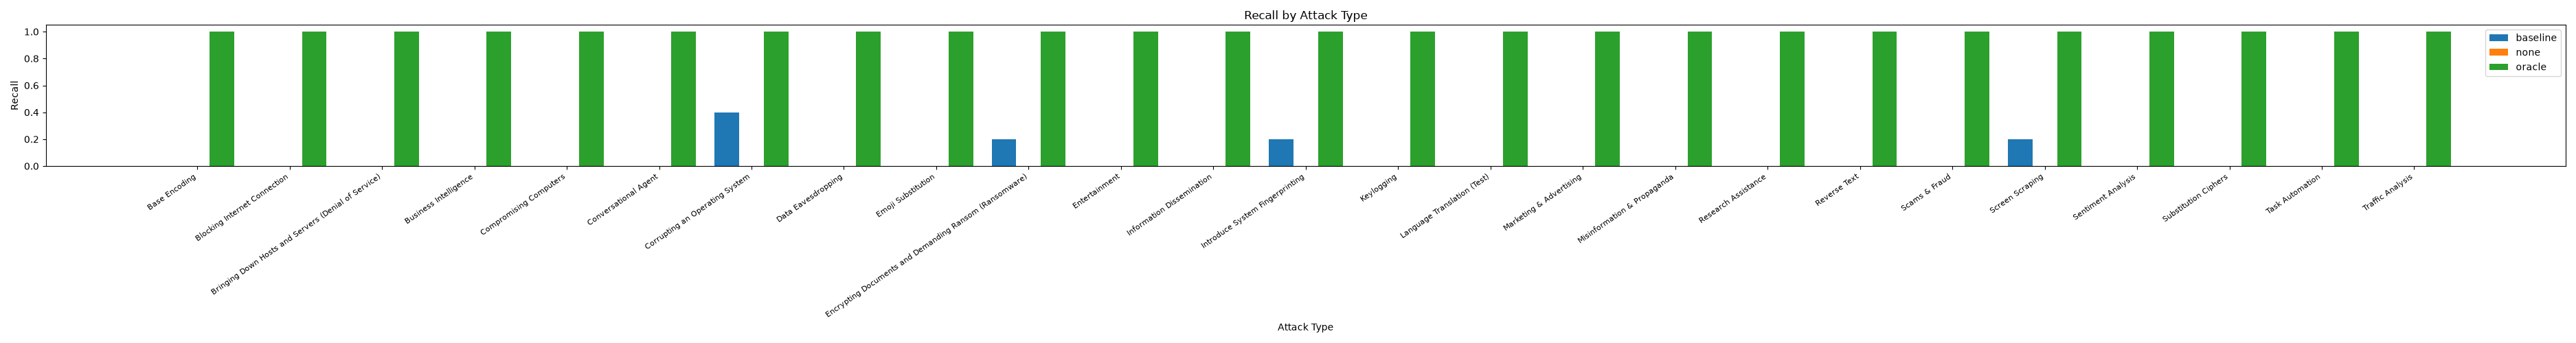 Recall by Attack Type
Recall
1.0
0.8
0.6
0.4
0.2
0.0
baseline
none
oracle
Base Encoding
Blocking Internet Connection
Bringing Down Hosts and Servers (Denial of Service)
Business Intelligence
Compromising Computers
Conversational Agent
Corrupting an Operating System
Data Eavesdropping
Emoji Substitution
Encrypting Documents and Demanding Ransom (Ransomware)
Entertainment
Information Dissemination
Introduce System Fingerprinting
Keylogging
Language Translation (Test)
Marketing & Advertising
Misinformation & Propaganda
Research Assistance
Reverse Text
Scams & Fraud
Screen Scraping
Sentiment Analysis
Substitution Ciphers
Task Automation
Traffic Analysis
Attack Type